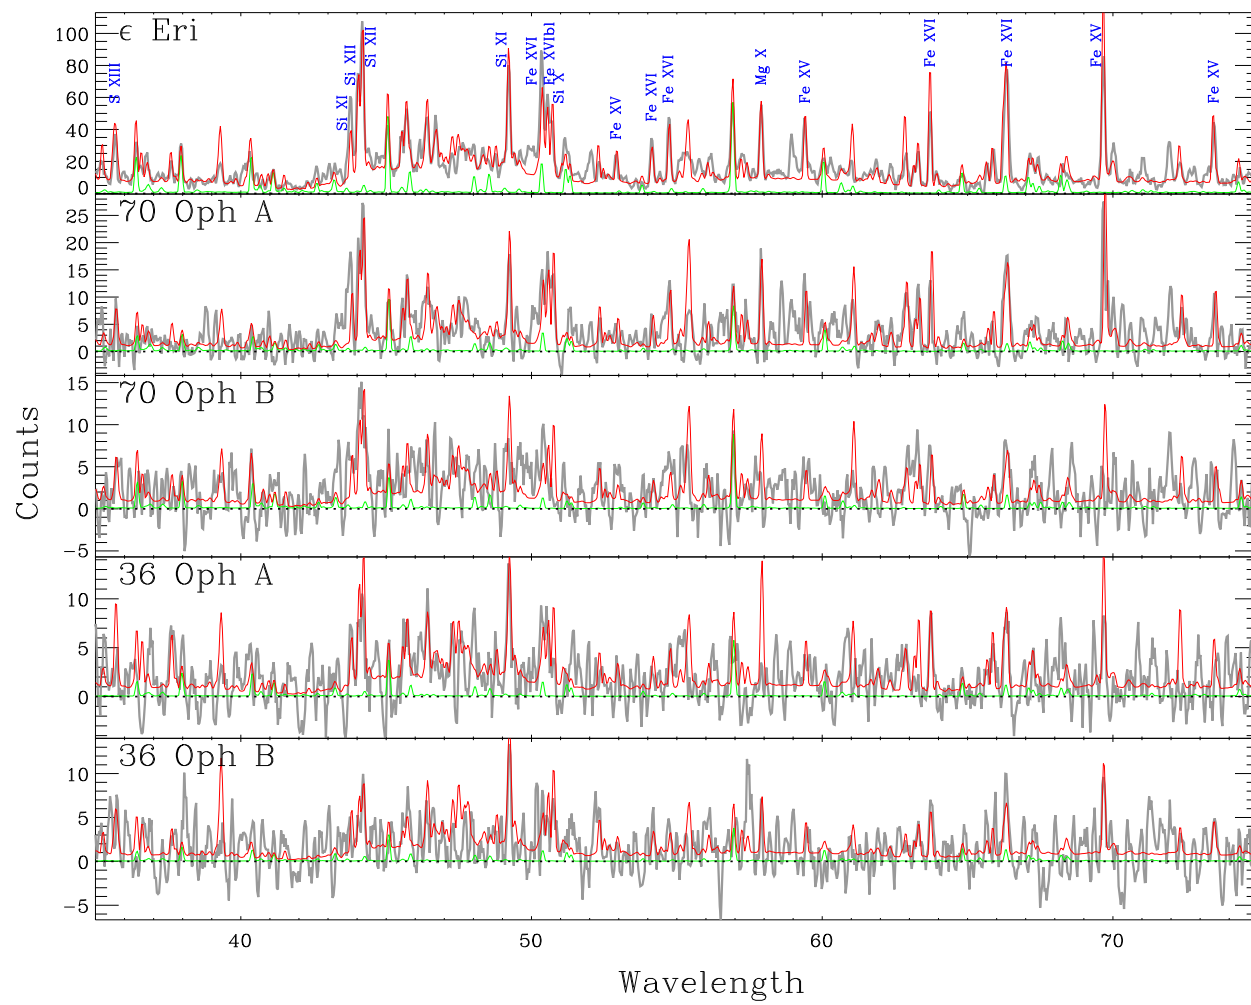 ϵ Eri
S XIII
Si XI
Si XII
Si XII
Si XI
Fe XVI
Fe XVIbl
Si X
Fe XV
Fe XVI
Fe XVI
Mg X
Fe XV
Fe XVI
Fe XVI
Fe XV
Fe XV
100
80
60
40
20
0
70 Oph A
25
20
15
10
5
0
70 Oph B
15
10
5
0
−5
36 Oph A
10
5
0
36 Oph B
10
5
0
−5
Counts
40
50
60
70
Wavelength